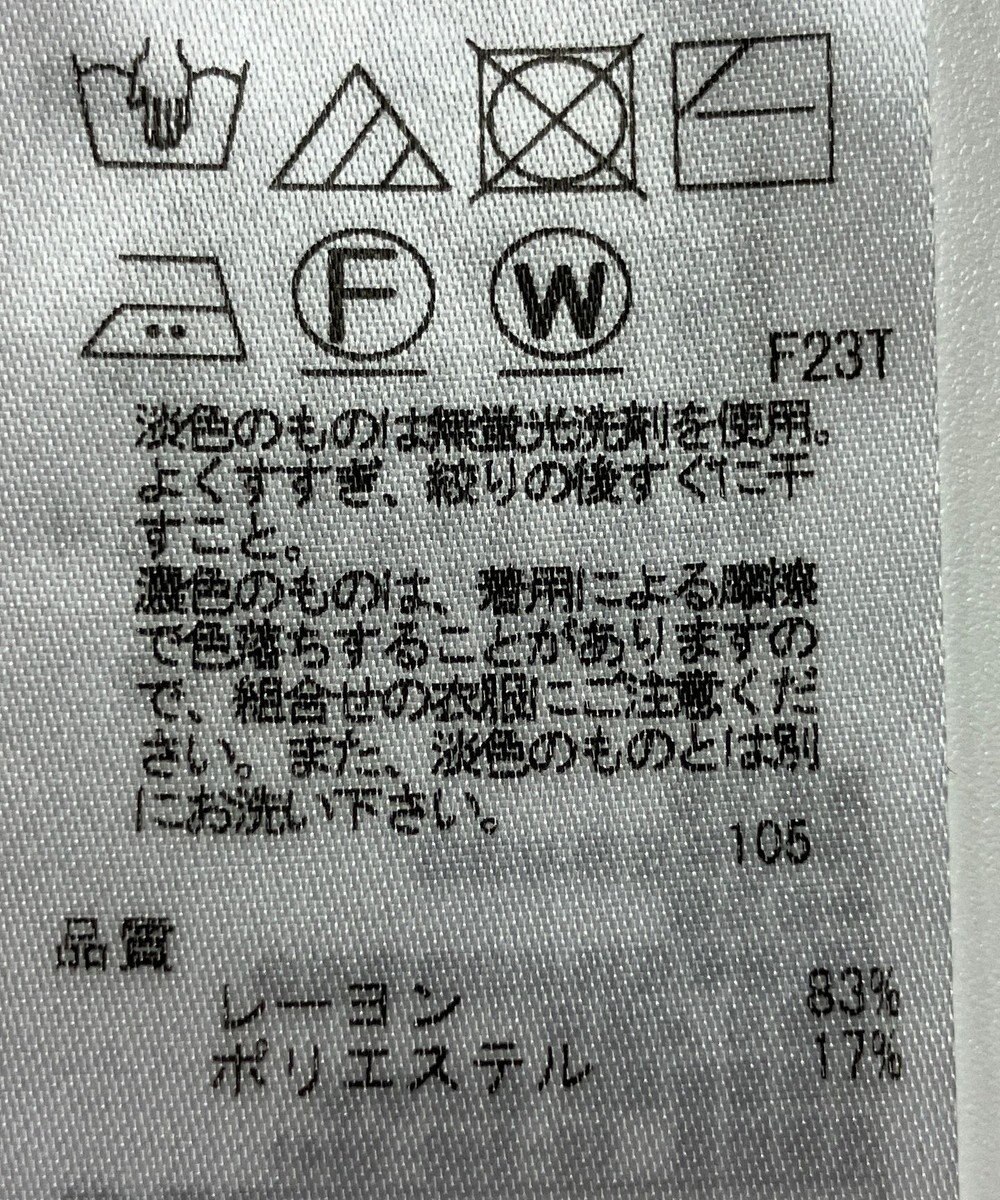 F W
F23T
淡色のものは無蛍光洗剤を使用。
よくすすぎ、絞りの後すぐに干
すこと。
濃色のものは、着用による摩擦
で色落ちすることがありますの
で、組合せの衣服にご注意くだ
さい。また、淡色のものとは別
にお洗い下さい。
105
品質
レーヨン 83%
ポリエステル 17%